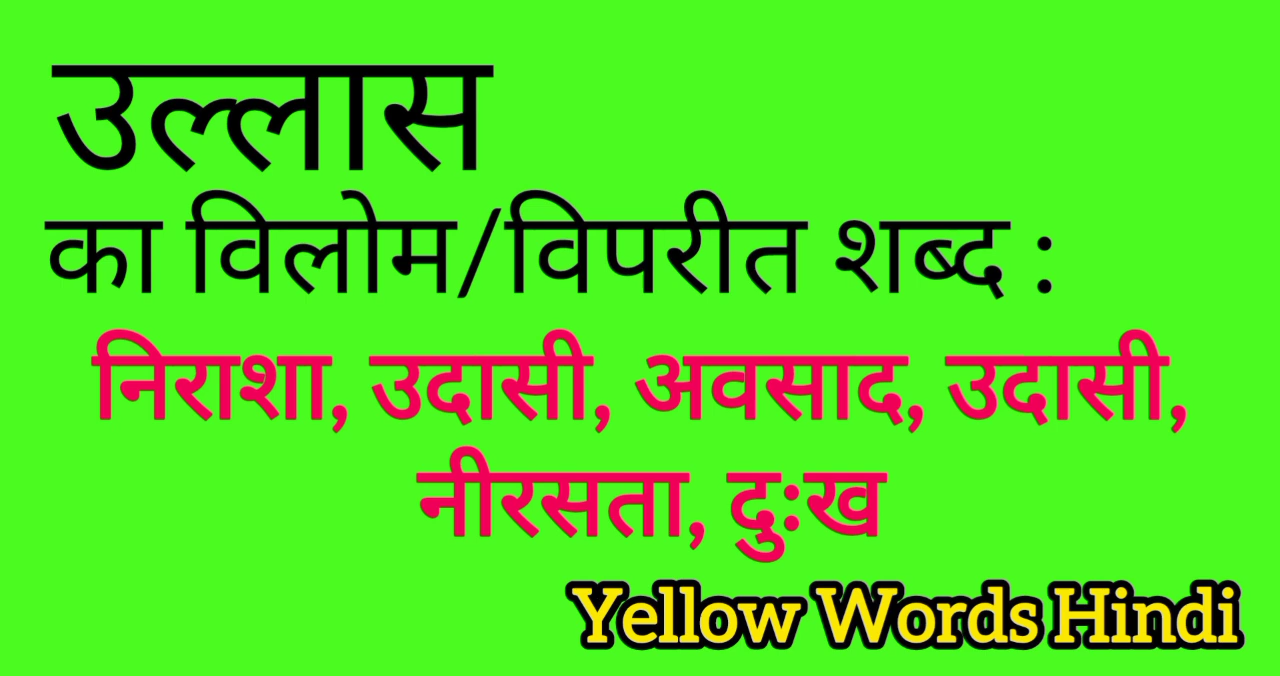 उल्लास
का विलोम/विपरीत शब्द :
निराशा, उदासी, अवसाद, उदासी,
नीरसता, दुःख
Yellow Words Hindi